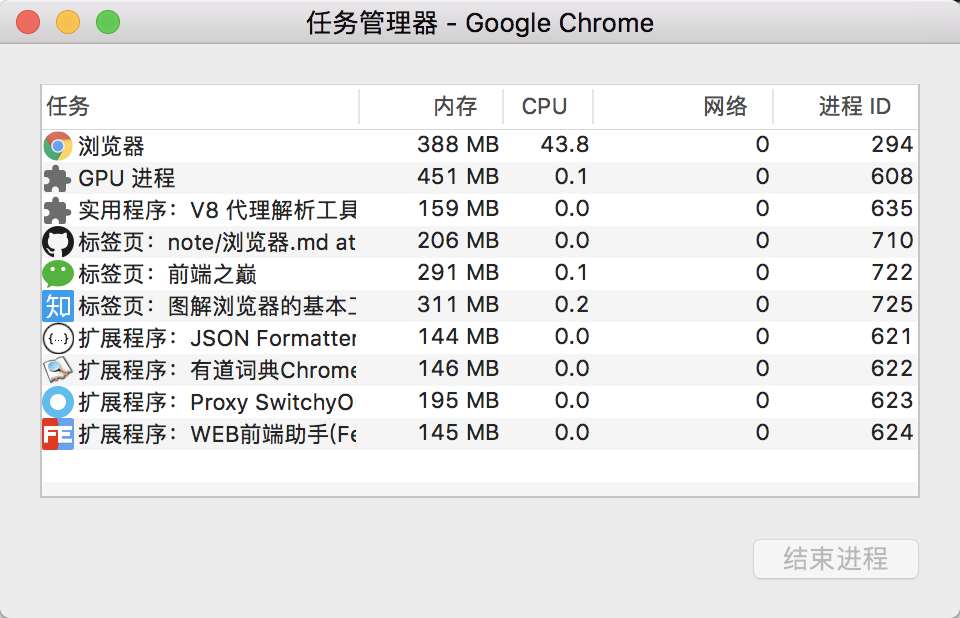 任务管理器 - Google Chrome
任务 内存 CPU 网络 进程 ID
浏览器 388 MB 43.8 0 294
GPU 进程 451 MB 0.1 0 608
实用程序：V8 代理解析工具 159 MB 0.0 0 635
标签页：note/浏览器.md at 206 MB 0.0 0 710
标签页：前端之巅 291 MB 0.1 0 722
知 标签页：图解浏览器的基本工 311 MB 0.2 0 725
{...} 扩展程序：JSON Formatter 144 MB 0.0 0 621
扩展程序：有道词典Chrome 146 MB 0.0 0 622
扩展程序：Proxy SwitchyO 195 MB 0.0 0 623
FE 扩展程序：WEB前端助手(Fe 145 MB 0.0 0 624
结束进程